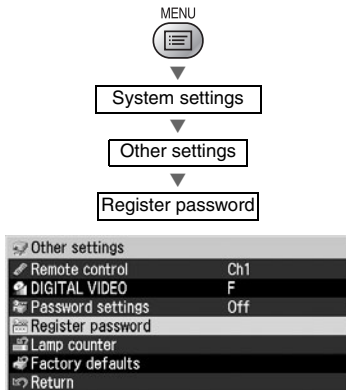 MENU
System settings
Other settings
Register password
Other settings
Remote control Ch1
DIGITAL VIDEO F
Password settings Off
Register password
Lamp counter
Factory defaults
Return